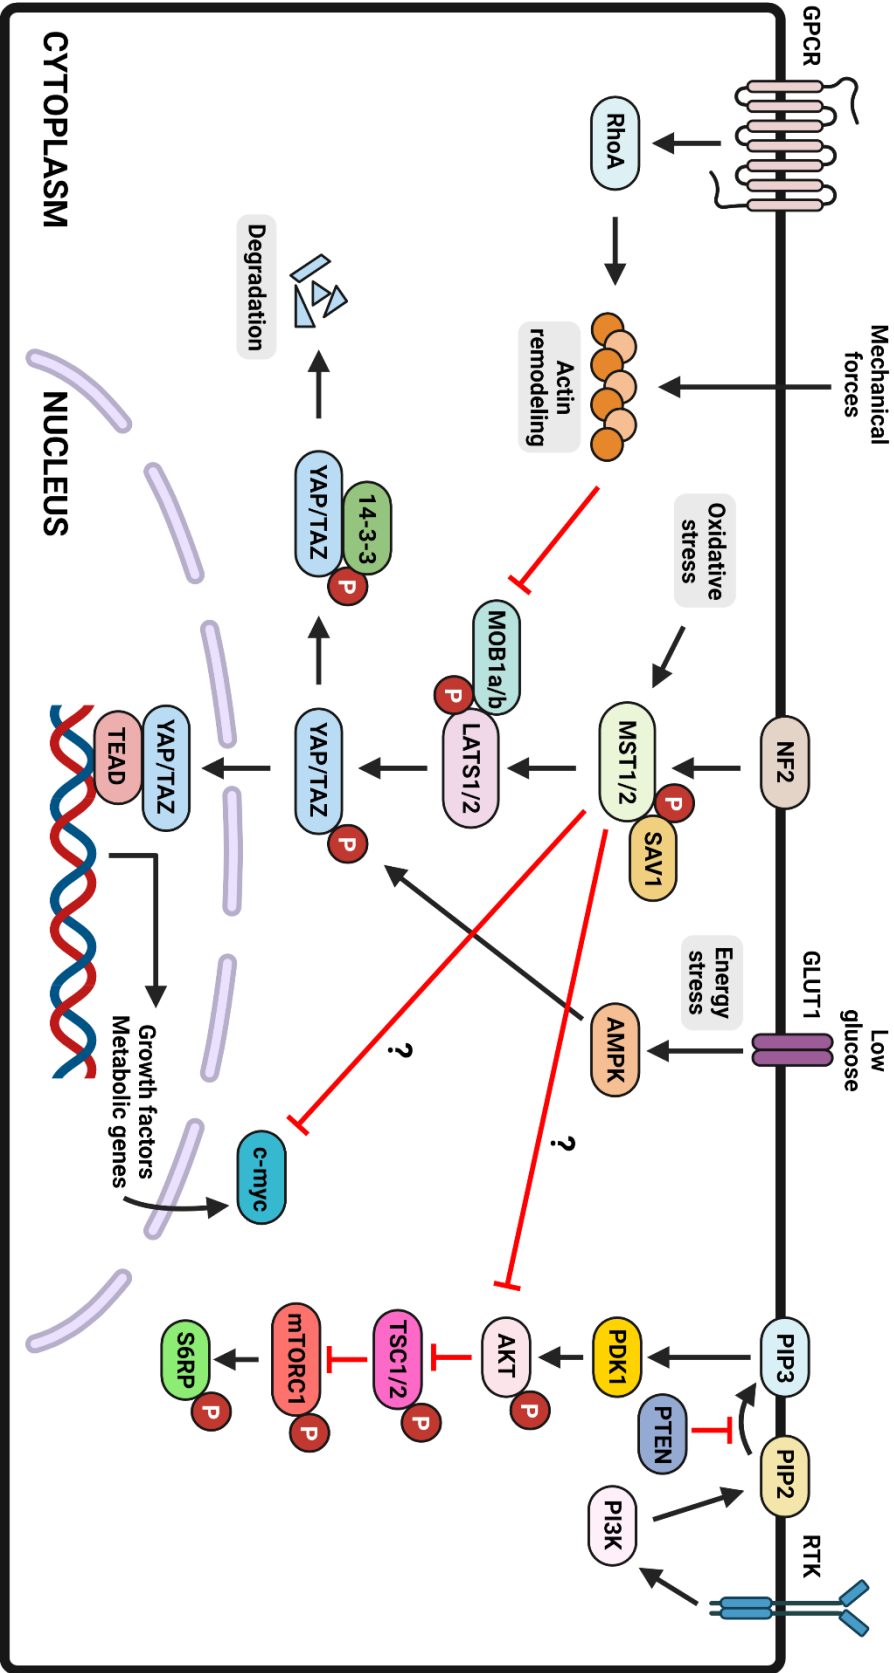 GPCR
Mechanical
forces
Low
glucose
GLUT1
RTK
NF2
PIP3
PIP2
RhoA
Actin
remodeling
Oxidative
stress
P
SAV1
MST1/2
Energy
stress
AMPK
PTEN
PDK1
PI3K
MOB1a/b
P
LATS1/2
?
AKT
P
?
14-3-3
YAP/TAZ
P
YAP/TAZ
P
TSC1/2
P
Degradation
c-myc
mTORC1
P
YAP/TAZ
TEAD
Growth factors
Metabolic genes
S6RP
P
CYTOPLASM
NUCLEUS